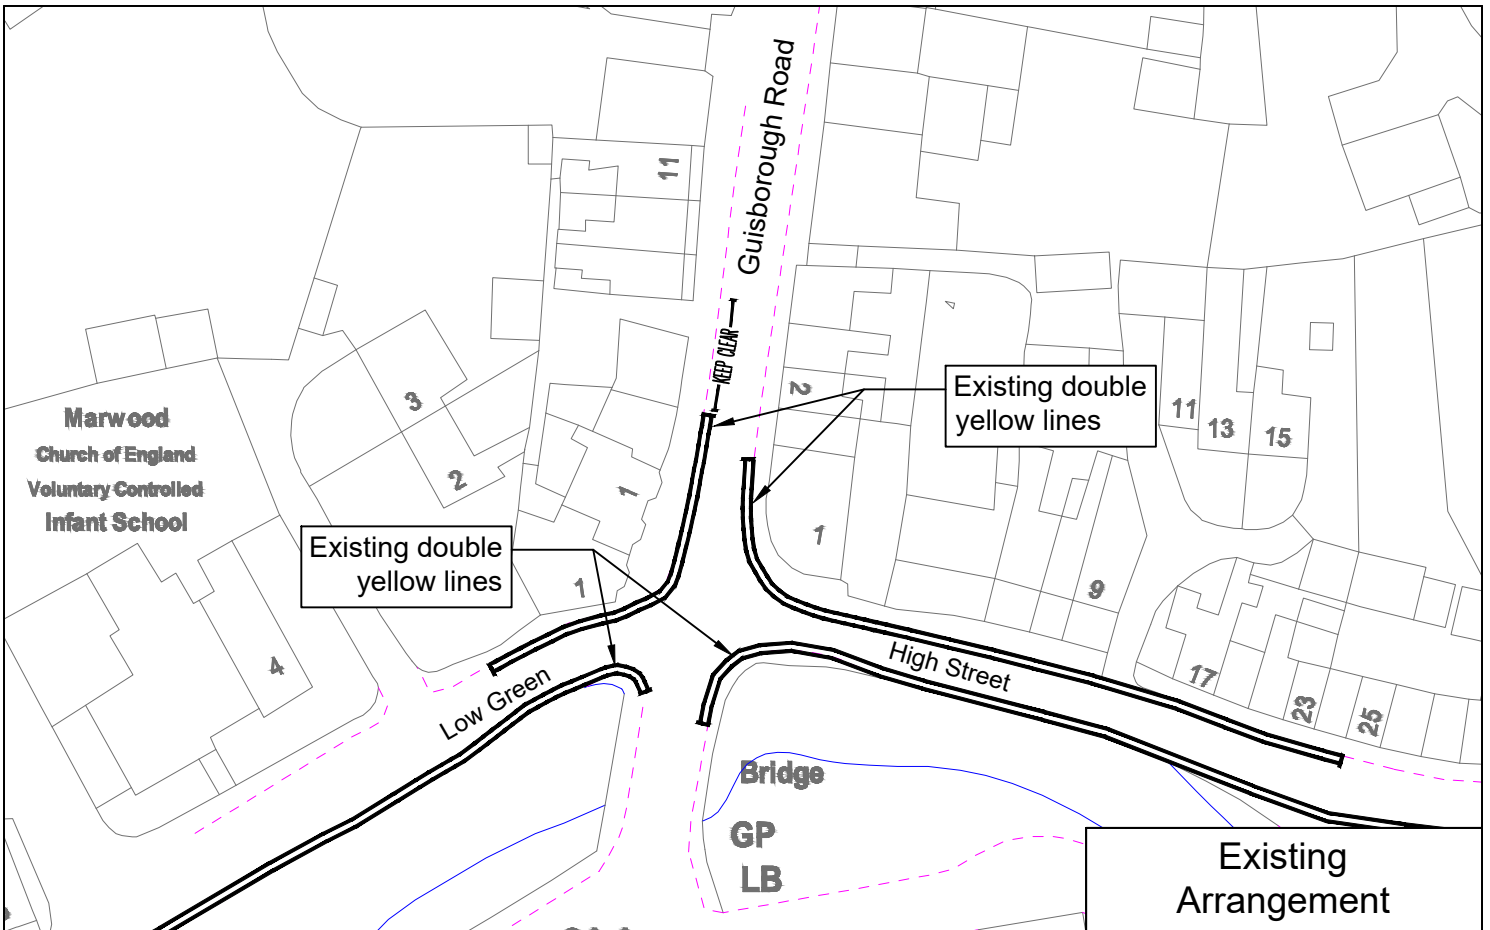 Guisborough Road
11
KEEP CLEAR
Existing double
yellow lines
2
11
13
15
3
2
1
1
Marwood
Church of England
Voluntary Controlled
Infant School
Existing double
yellow lines
1
9
4
Low Green
High Street
17
23
25
Bridge
GP
LB
Existing
Arrangement